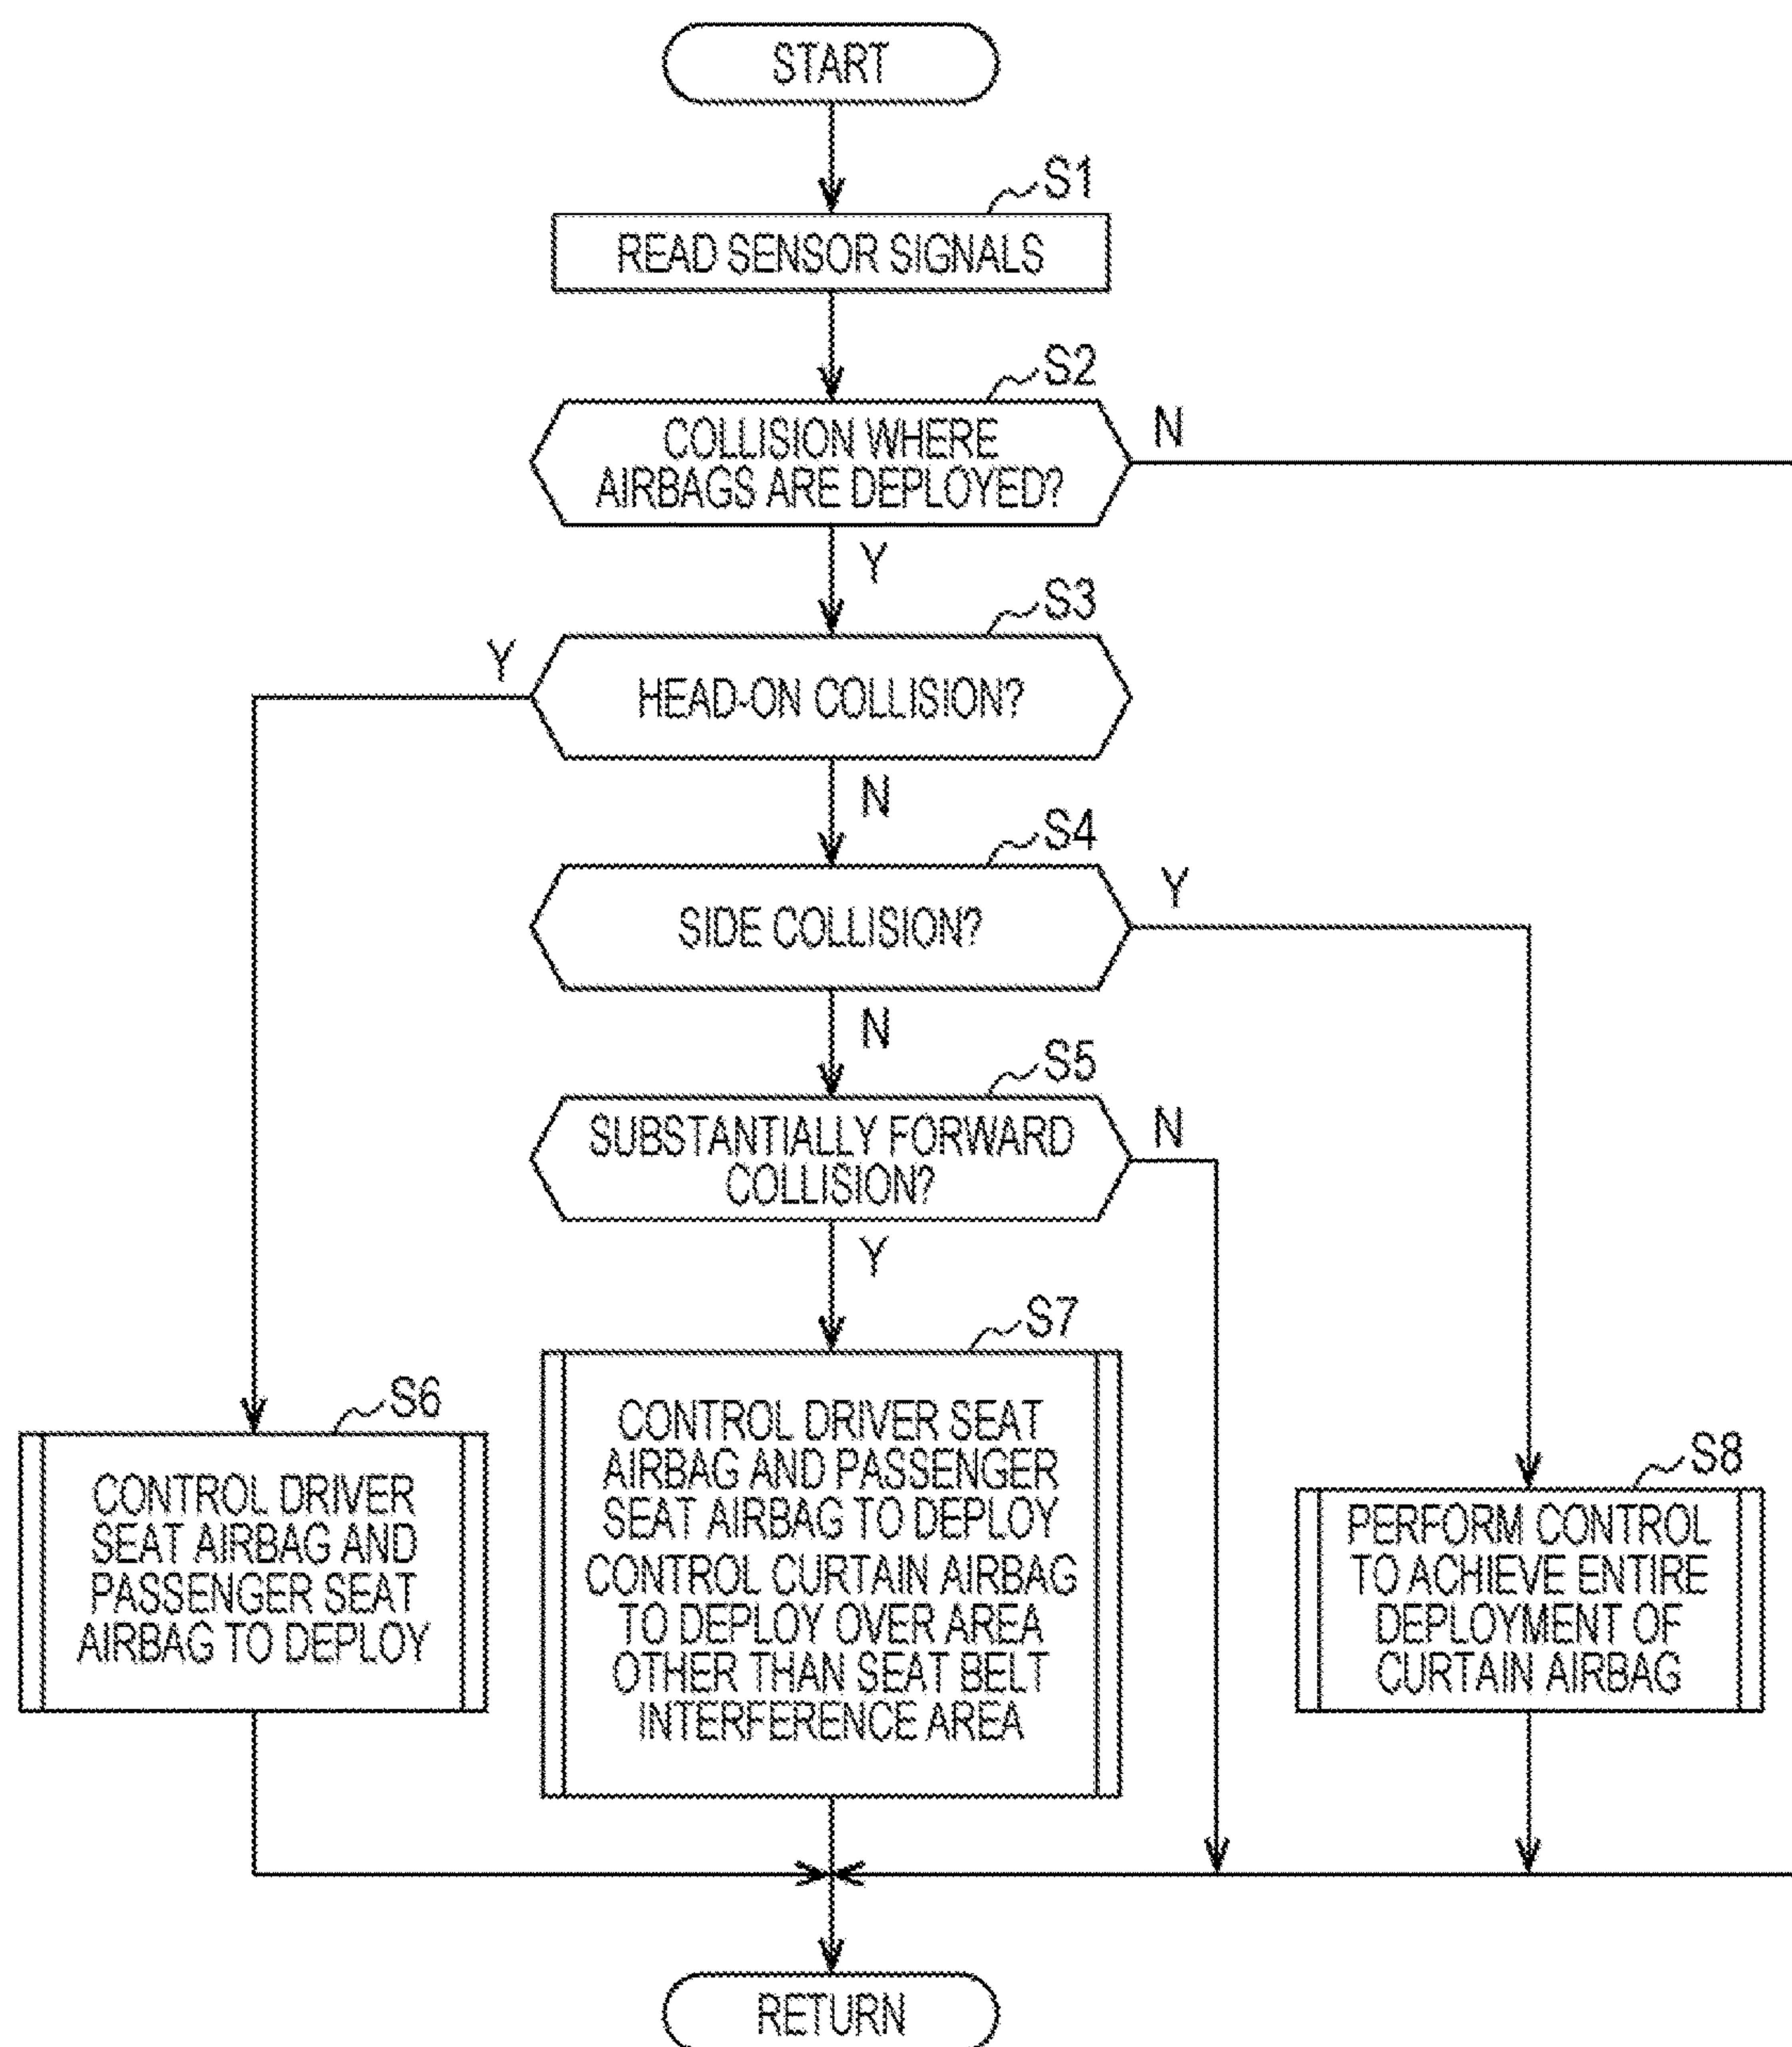 START
S1
READ SENSOR SIGNALS
S2
COLLISION WHERE
AIRBAGS ARE DEPLOYED?
N
Y
S3
Y
HEAD-ON COLLISION?
N
S4
Y
SIDE COLLISION?
N
S5
SUBSTANTIALLY FORWARD
COLLISION?
N
Y
S6
CONTROL DRIVER
SEAT AIRBAG AND
PASSENGER SEAT
AIRBAG TO DEPLOY
S7
CONTROL DRIVER SEAT
AIRBAG AND PASSENGER
SEAT AIRBAG TO DEPLOY
CONTROL CURTAIN AIRBAG
TO DEPLOY OVER AREA
OTHER THAN SEAT BELT
INTERFERENCE AREA
S8
PERFORM CONTROL
TO ACHIEVE ENTIRE
DEPLOYMENT OF
CURTAIN AIRBAG
RETURN